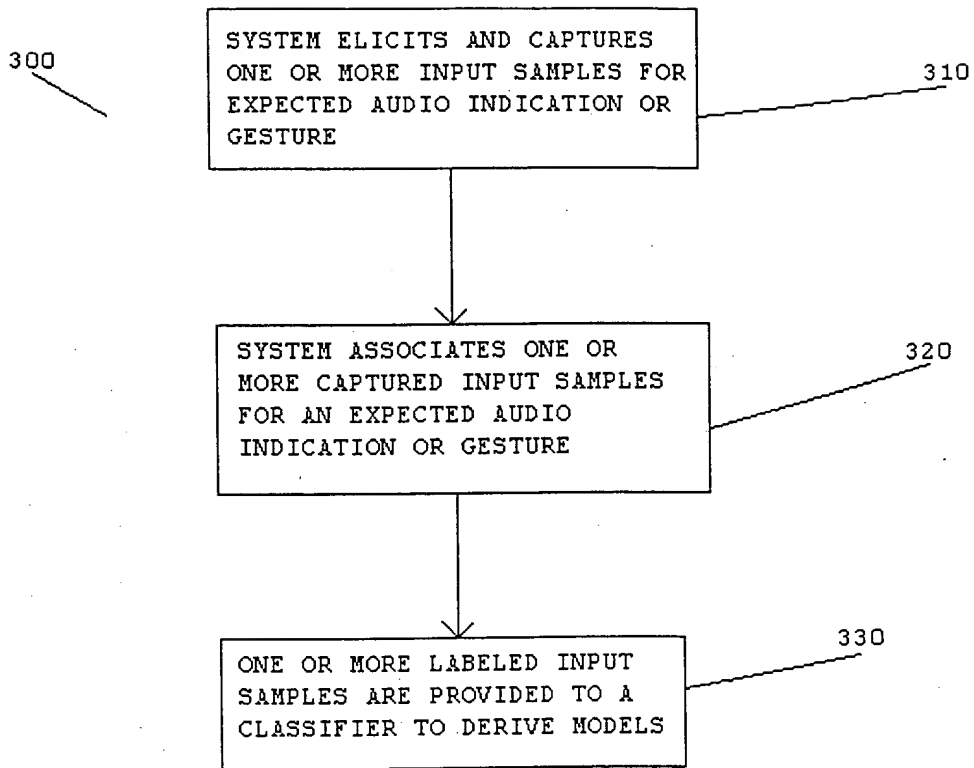 300
SYSTEM ELICITS AND CAPTURES
ONE OR MORE INPUT SAMPLES FOR
EXPECTED AUDIO INDICATION OR
GESTURE
310
SYSTEM ASSOCIATES ONE OR
MORE CAPTURED INPUT SAMPLES
FOR AN EXPECTED AUDIO
INDICATION OR GESTURE
320
ONE OR MORE LABELED INPUT
SAMPLES ARE PROVIDED TO A
CLASSIFIER TO DERIVE MODELS
330